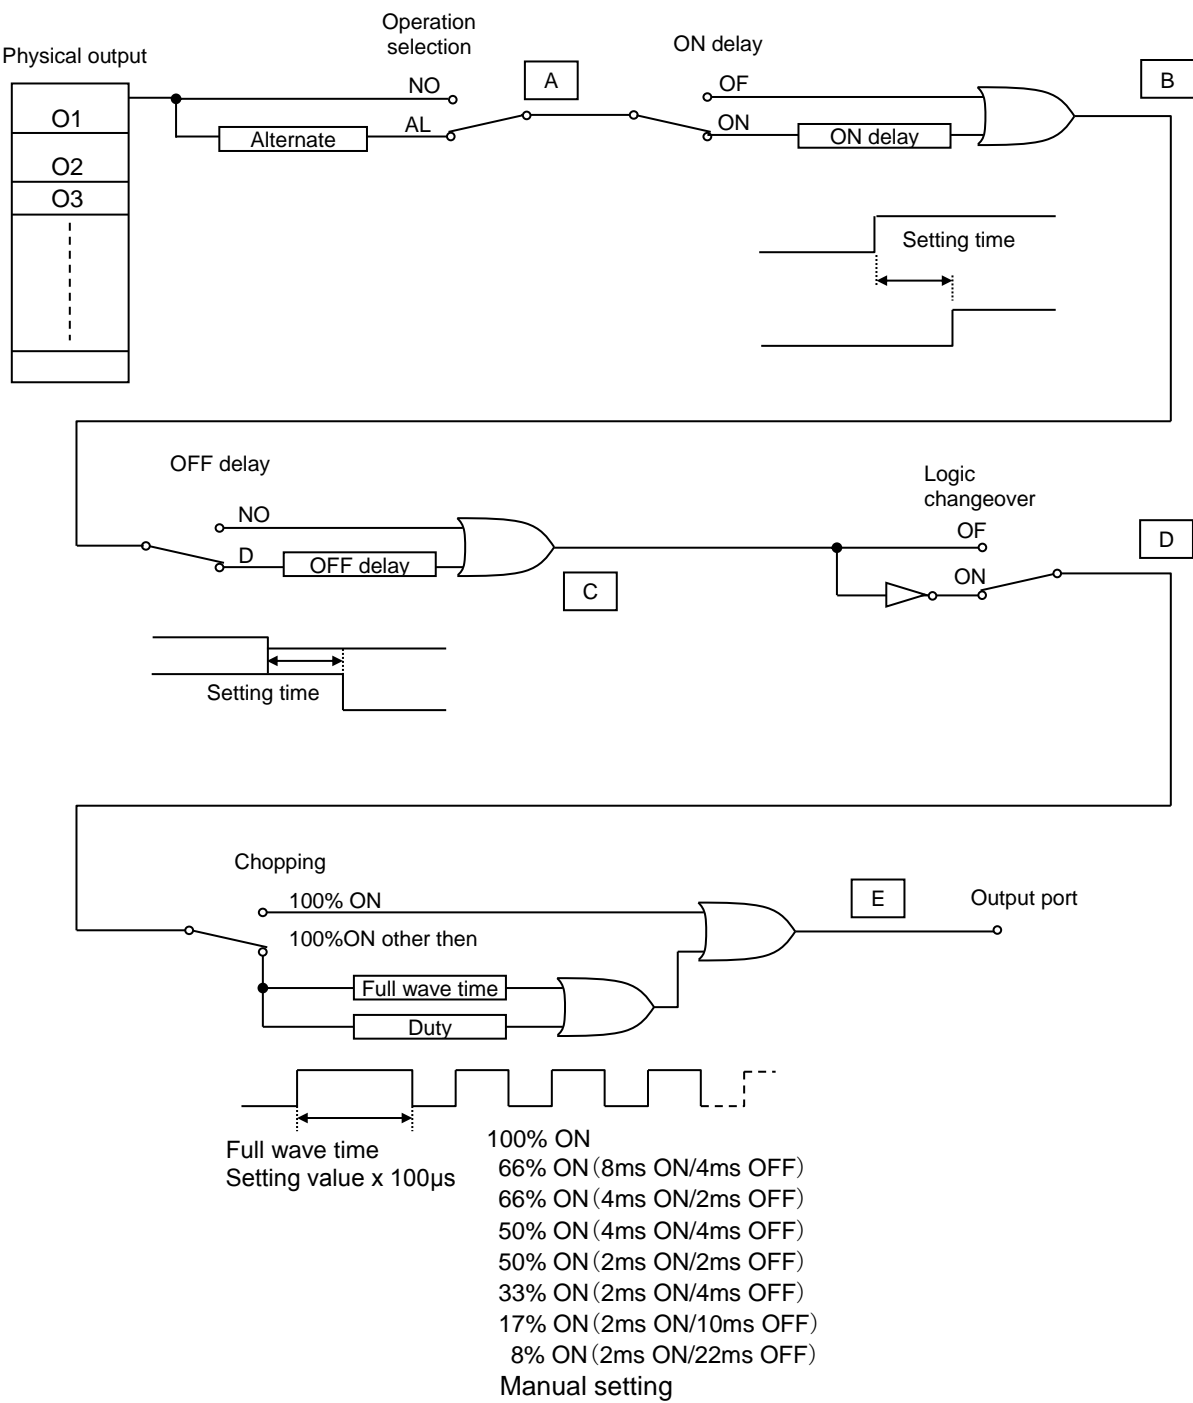 Operation
selection
ON delay
Physical output
NO
A
OF
B
O1
AL
ON
Alternate
ON delay
O2
O3
Setting time
OFF delay
Logic
changeover
NO
OF
D
D
OFF delay
C
ON
Setting time
Chopping
100% ON
E
Output port
100%ON other then
Full wave time
Duty
Full wave time
Setting value x 100µs
100% ON
66% ON（8ms ON/4ms OFF）
66% ON（4ms ON/2ms OFF）
50% ON（4ms ON/4ms OFF）
50% ON（2ms ON/2ms OFF）
33% ON（2ms ON/4ms OFF）
17% ON（2ms ON/10ms OFF）
8% ON（2ms ON/22ms OFF）
Manual setting